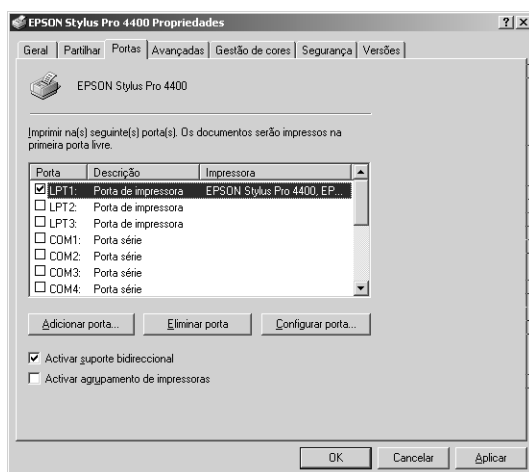 EPSON Stylus Pro 4400 Propriedades
Geral Partilhar Portas Avançadas Gestão de cores Segurança Versões
EPSON Stylus Pro 4400
Imprimir na(s) seguinte(s) porta(s). Os documentos serão impressos na
primeira porta livre.
Porta Descrição Impressora
LPT1: Porta de impressora EPSON Stylus Pro 4400, EP...
LPT2: Porta de impressora
LPT3: Porta de impressora
COM1: Porta série
COM2: Porta série
COM3: Porta série
COM4: Porta série
Adicionar porta... Eliminar porta Configurar porta...
Activar suporte bidireccional
Activar agrupamento de impressoras
OK Cancelar Aplicar